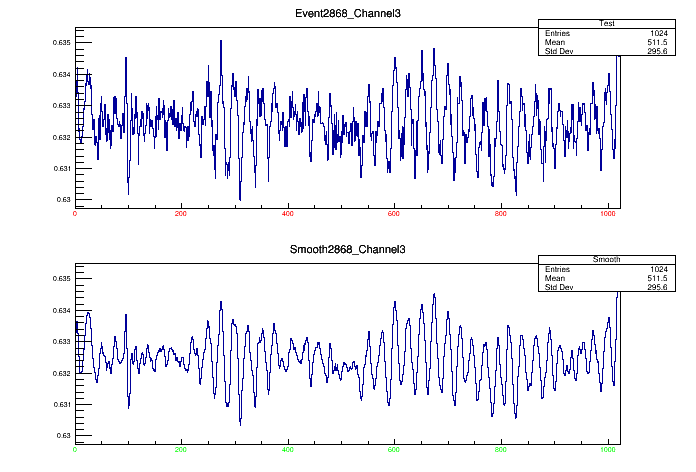 Event2868_Channel3
Test
Entries 1024
Mean 511.5
Std Dev 295.6
0.635
0.634
0.633
0.632
0.631
0.63
0 200 400 600 800 1000
Smooth2868_Channel3
Smooth
Entries 1024
Mean 511.5
Std Dev 295.6
0.635
0.634
0.633
0.632
0.631
0.63
0 200 400 600 800 1000